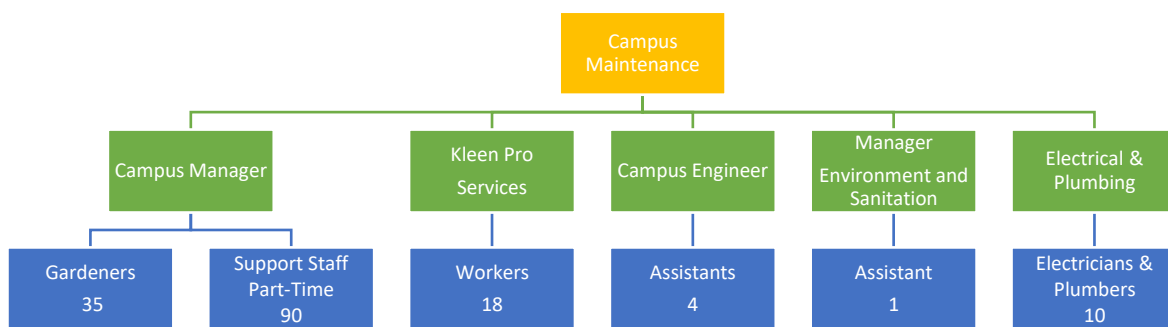 Campus
Maintenance
Campus Manager
Kleen Pro
Services
Campus Engineer
Manager
Environment and
Sanitation
Electrical &
Plumbing
Gardeners
35
Support Staff
Part-Time
90
Workers
18
Assistants
4
Assistant
1
Electricians &
Plumbers
10